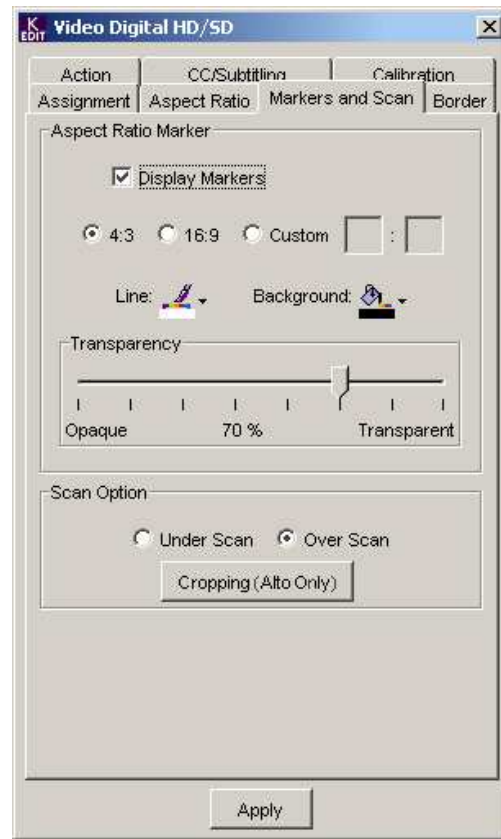 K EDIT Video Digital HD/SD
Action CC/Subtitling Calibration
Assignment Aspect Ratio Markers and Scan Border
Aspect Ratio Marker
Display Markers
4:3 16:9 Custom :
Line: Background:
Transparency
Opaque 70 % Transparent
Scan Option
Under Scan Over Scan
Cropping (Alto Only)
Apply